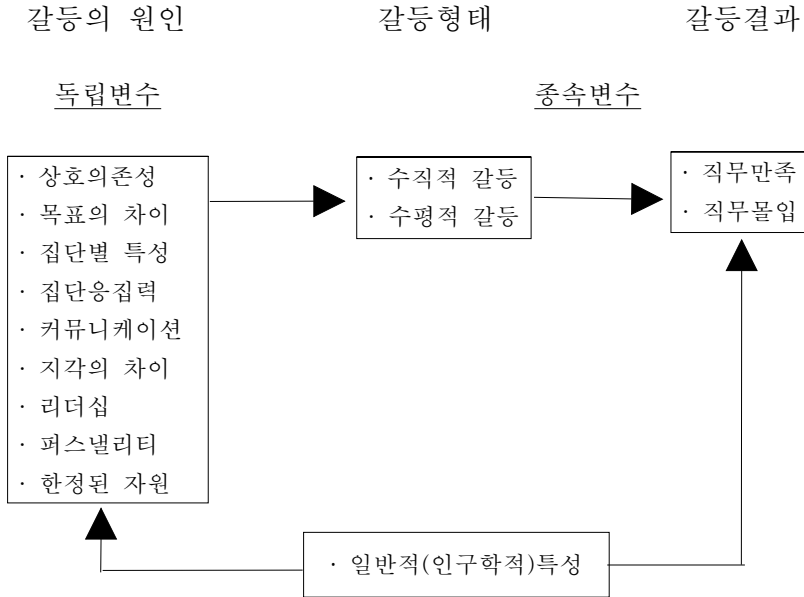 갈등의 원인 갈등형태 갈등결과
독립변수 종속변수
· 상호의존성
· 목표의 차이
· 집단별 특성
· 집단응집력
· 커뮤니케이션
· 지각의 차이
· 리더십
· 퍼스낼리티
· 한정된 자원
· 수직적 갈등
· 수평적 갈등
· 직무만족
· 직무몰입
· 일반적(인구학적)특성